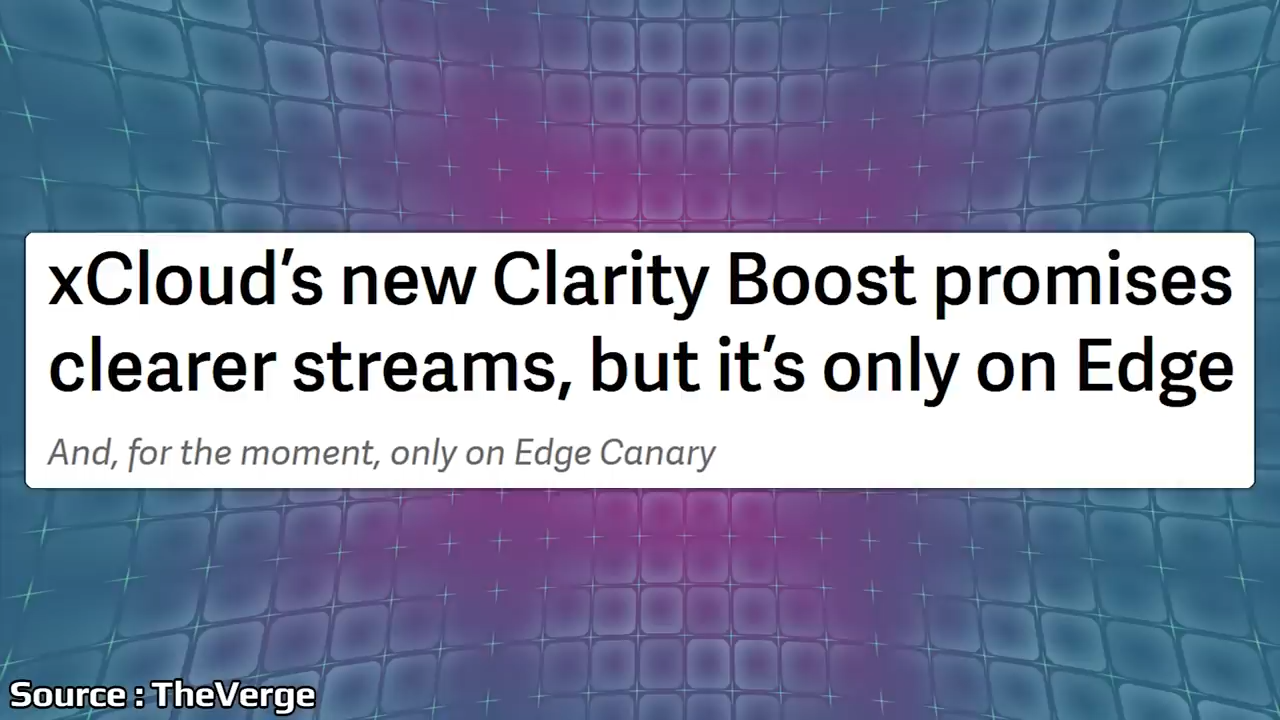 xCloud’s new Clarity Boost promises
clearer streams, but it’s only on Edge
And, for the moment, only on Edge Canary
Source : TheVerge